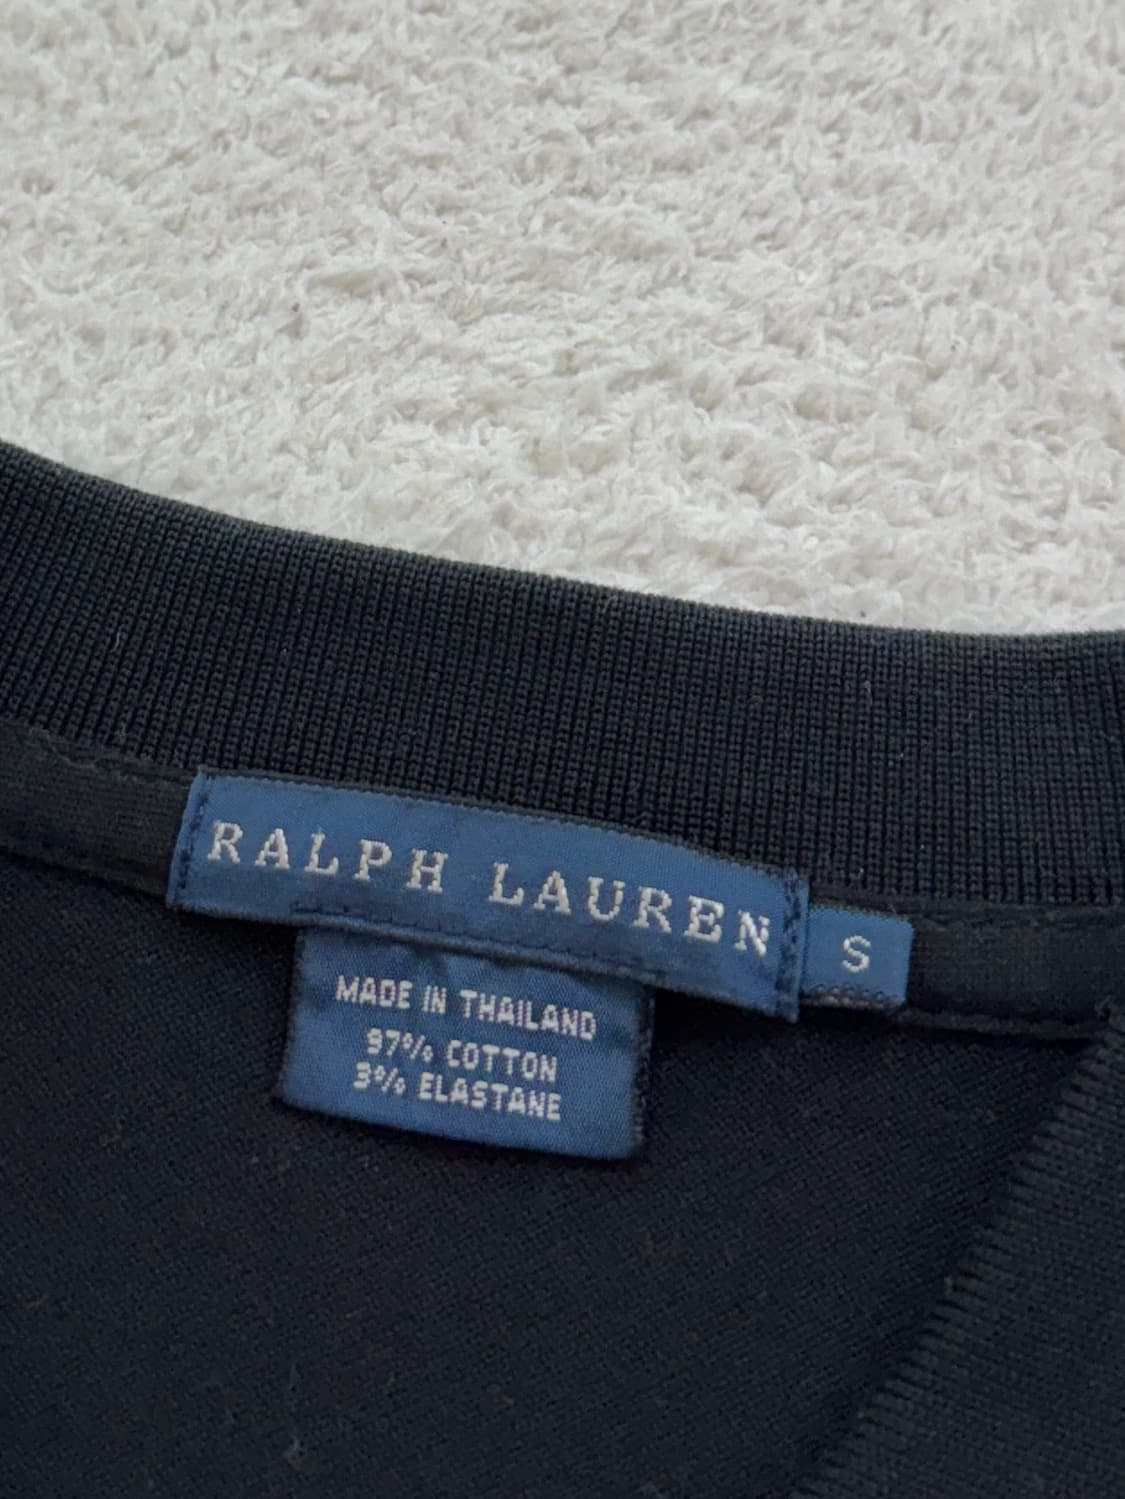 RALPH LAUREN
S
MADE IN THAILAND
97% COTTON
3% ELASTANE